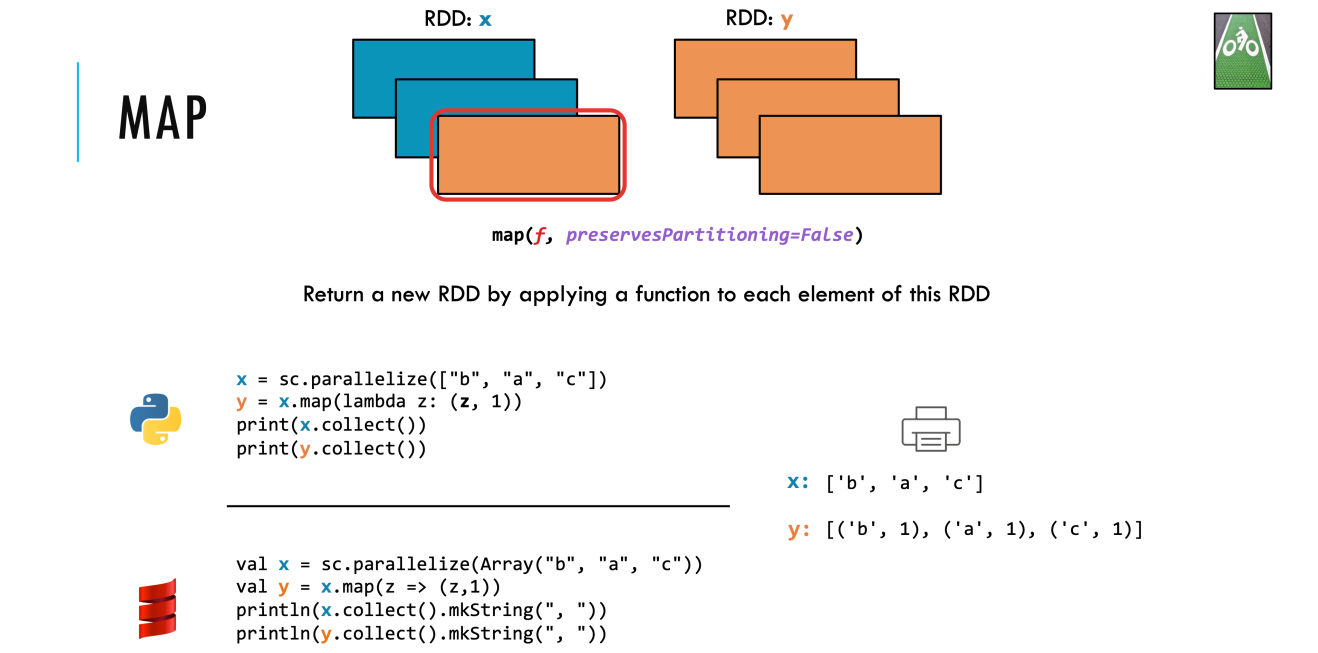 RDD: x
RDD: y
MAP
map(f, preservesPartitioning=False)
Return a new RDD by applying a function to each element of this RDD
x = sc.parallelize(["b", "a", "c"])
y = x.map(lambda z: (z, 1))
print(x.collect())
print(y.collect())
x: ['b', 'a', 'c']
y: [('b', 1), ('a', 1), ('c', 1)]
val x = sc.parallelize(Array("b", "a", "c"))
val y = x.map(z => (z,1))
println(x.collect().mkString(", "))
println(y.collect().mkString(", "))